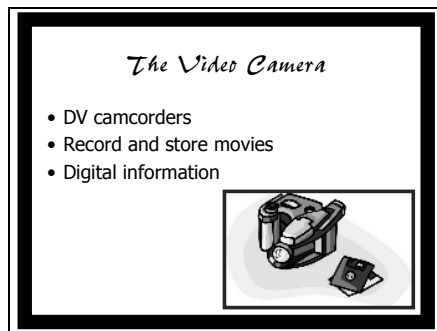 The Video Camera
• DV camcorders
• Record and store movies
• Digital information